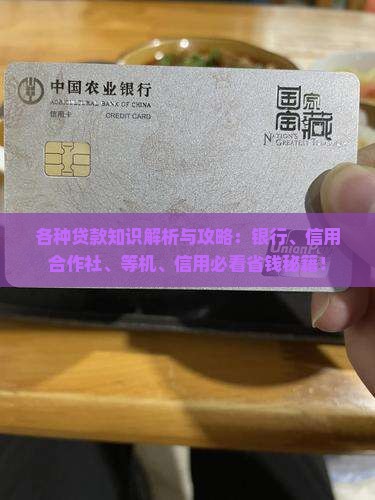 中国农业银行
AGRICULTURAL BANK OF CHINA
信用卡 CREDIT CARD
国家宝藏
NATION'S
GREATEST TREASURES
各种贷款知识解析与攻略：银行、信用
合作社、等机、信用必看省钱秘籍！